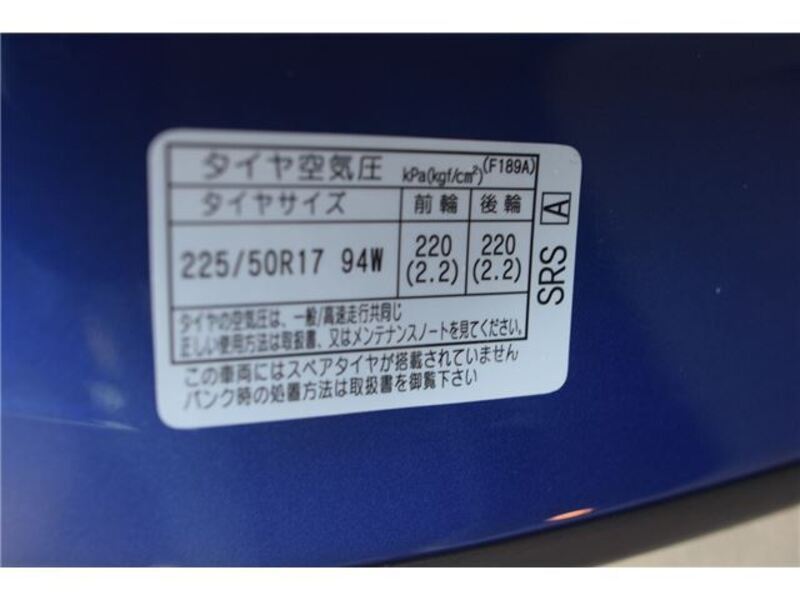 タイヤ空気圧 kPa(kgf/cm²)(F189A)
タイヤサイズ 前輪 後輪
225/50R17 94W 220 (2.2) 220 (2.2)
タイヤの空気圧は、一般/高速走行共同じ
正しい使用方法は取扱書、又はメンテナンスノートを見てください。
この車両にはスペアタイヤが搭載されていません
パンク時の処置方法は取扱書を御覧下さい
SRS A